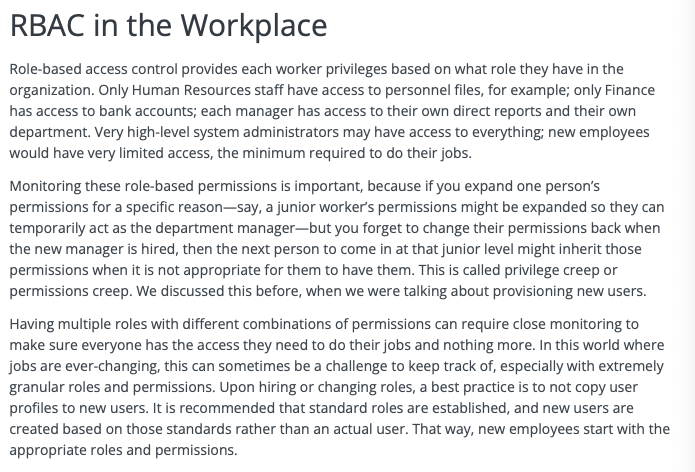 RBAC in the Workplace
Role-based access control provides each worker privileges based on what role they have in the
organization. Only Human Resources staff have access to personnel files, for example; only Finance
has access to bank accounts; each manager has access to their own direct reports and their own
department. Very high-level system administrators may have access to everything; new employees
would have very limited access, the minimum required to do their jobs.
Monitoring these role-based permissions is important, because if you expand one person’s
permissions for a specific reason—say, a junior worker’s permissions might be expanded so they can
temporarily act as the department manager—but you forget to change their permissions back when
the new manager is hired, then the next person to come in at that junior level might inherit those
permissions when it is not appropriate for them to have them. This is called privilege creep or
permissions creep. We discussed this before, when we were talking about provisioning new users.
Having multiple roles with different combinations of permissions can require close monitoring to
make sure everyone has the access they need to do their jobs and nothing more. In this world where
jobs are ever-changing, this can sometimes be a challenge to keep track of, especially with extremely
granular roles and permissions. Upon hiring or changing roles, a best practice is to not copy user
profiles to new users. It is recommended that standard roles are established, and new users are
created based on those standards rather than an actual user. That way, new employees start with the
appropriate roles and permissions.